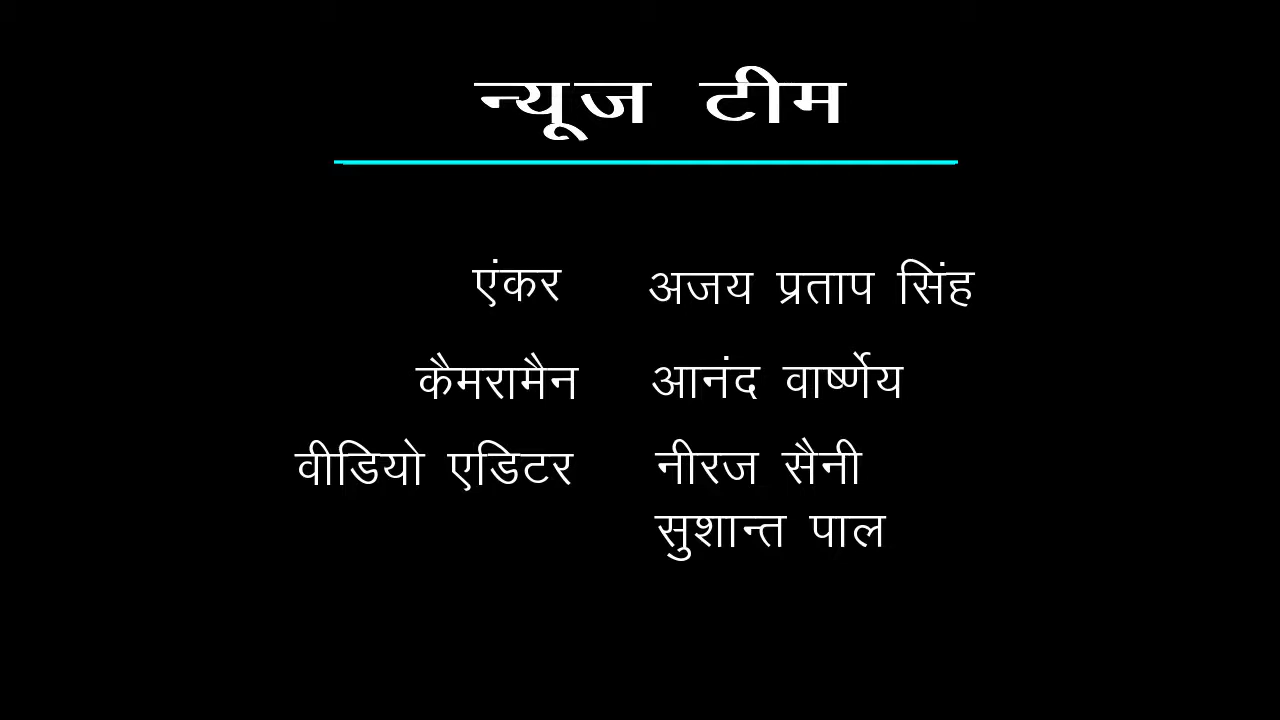 न्यूज टीम
एंकर अजय प्रताप सिंह
कैमरामैन आनंद वार्ष्णेय
वीडियो एडिटर नीरज सैनी
सुशान्त पाल